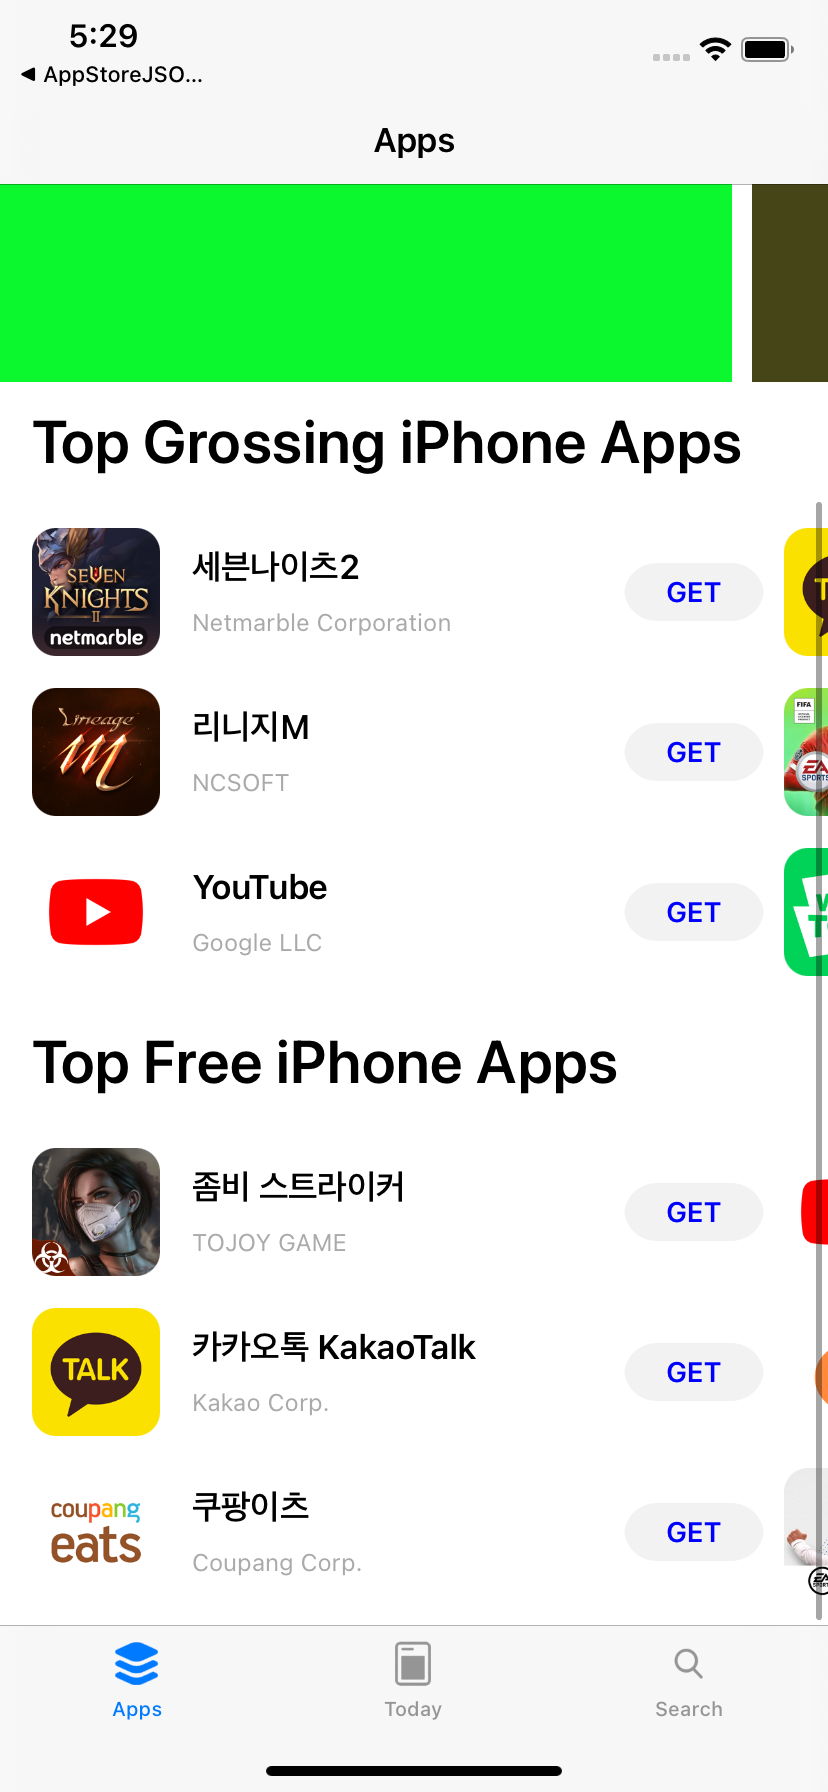 5:29
◀ AppStoreJSO...
Apps
Top Grossing iPhone Apps
SEVEN
KNIGHTS
II
netmarble
세븐나이츠2
Netmarble Corporation
GET
Lineage
M
리니지M
NCSOFT
GET
FIFA
EA
SPORTS
YouTube
Google LLC
GET
Top Free iPhone Apps
좀비 스트라이커
TOJOY GAME
GET
TALK
카카오톡 KakaoTalk
Kakao Corp.
GET
coupang
eats
쿠팡이츠
Coupang Corp.
GET
Apps
Today
Search